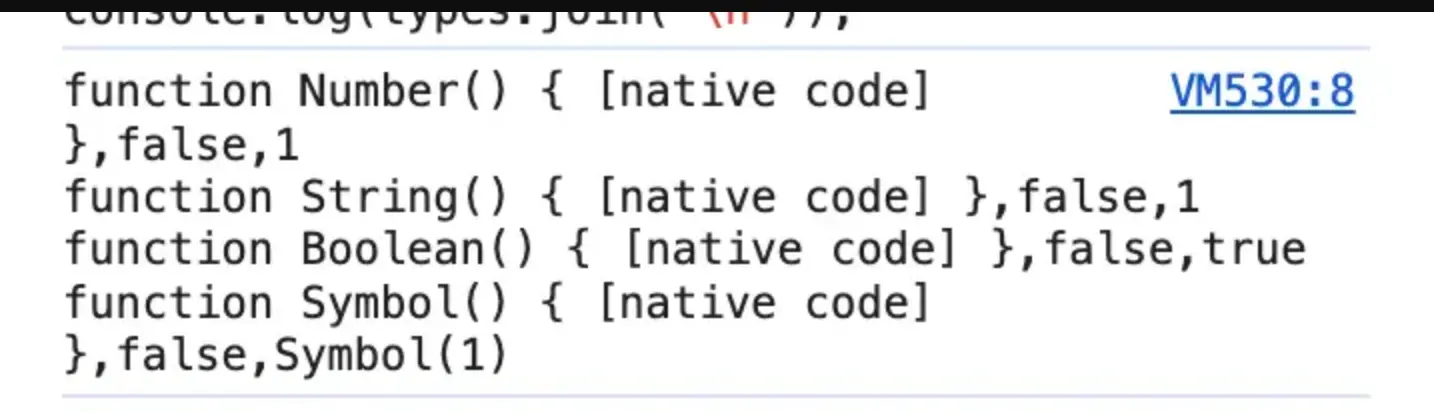 console.log(types.join("\n"));
function Number() { [native code] VM530:8
},false,1
function String() { [native code] },false,1
function Boolean() { [native code] },false,true
function Symbol() { [native code]
},false,Symbol(1)